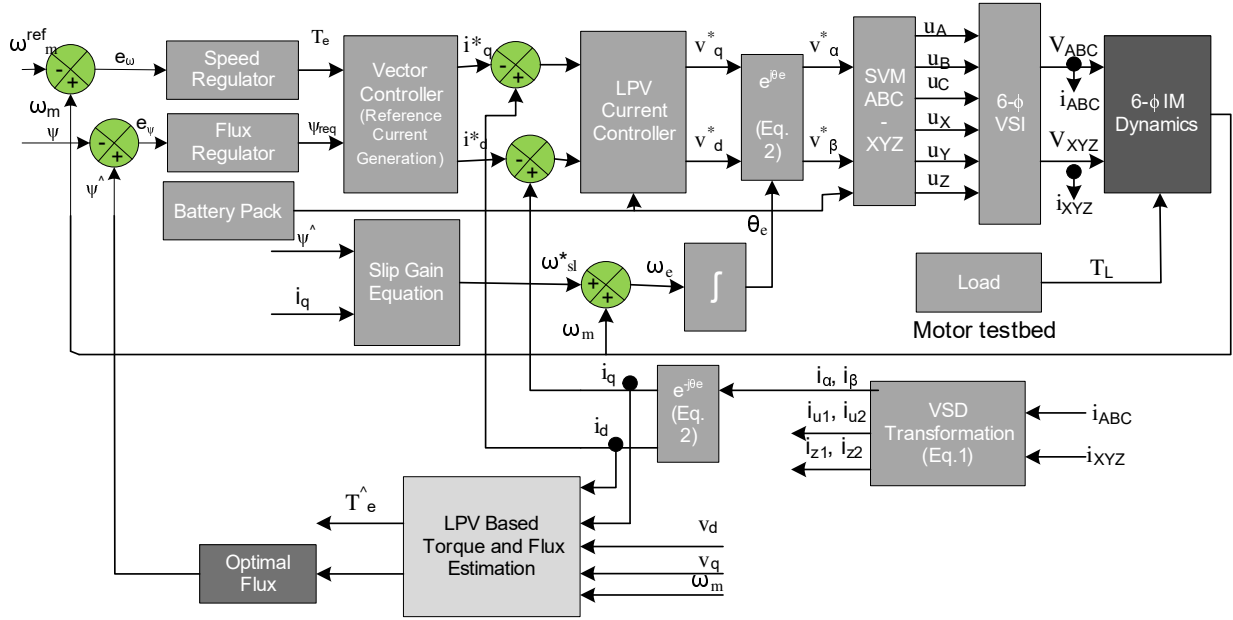 ω_m^ref
e_ω
Speed
Regulator
T_e
Vector
Controller
(Reference
Current
Generation)
i*_q
LPV
Current
Controller
v*_q
e^jθe
(Eq.
2)
v*_α
SVM
ABC
-
XYZ
u_A
u_B
u_C
u_X
u_Y
u_Z
6-ϕ
VSI
V_ABC
i_ABC
V_XYZ
i_XYZ
6-ϕ IM
Dynamics
ω_m
ψ
e_ψ
Flux
Regulator
ψ_req
i*_d
v*_d
v*_β
ψ^
Battery Pack
θ_e
ψ^
i_q
Slip Gain
Equation
ω*_sl
ω_e
∫
ω_m
Load
T_L
Motor testbed
i_q
i_d
e^-jθe
(Eq.
2)
i_α, i_β
i_u1, i_u2
i_z1, i_z2
VSD
Transformation
(Eq.1)
i_ABC
i_XYZ
T^_e
LPV Based
Torque and Flux
Estimation
v_d
v_q
ω_m
Optimal
Flux